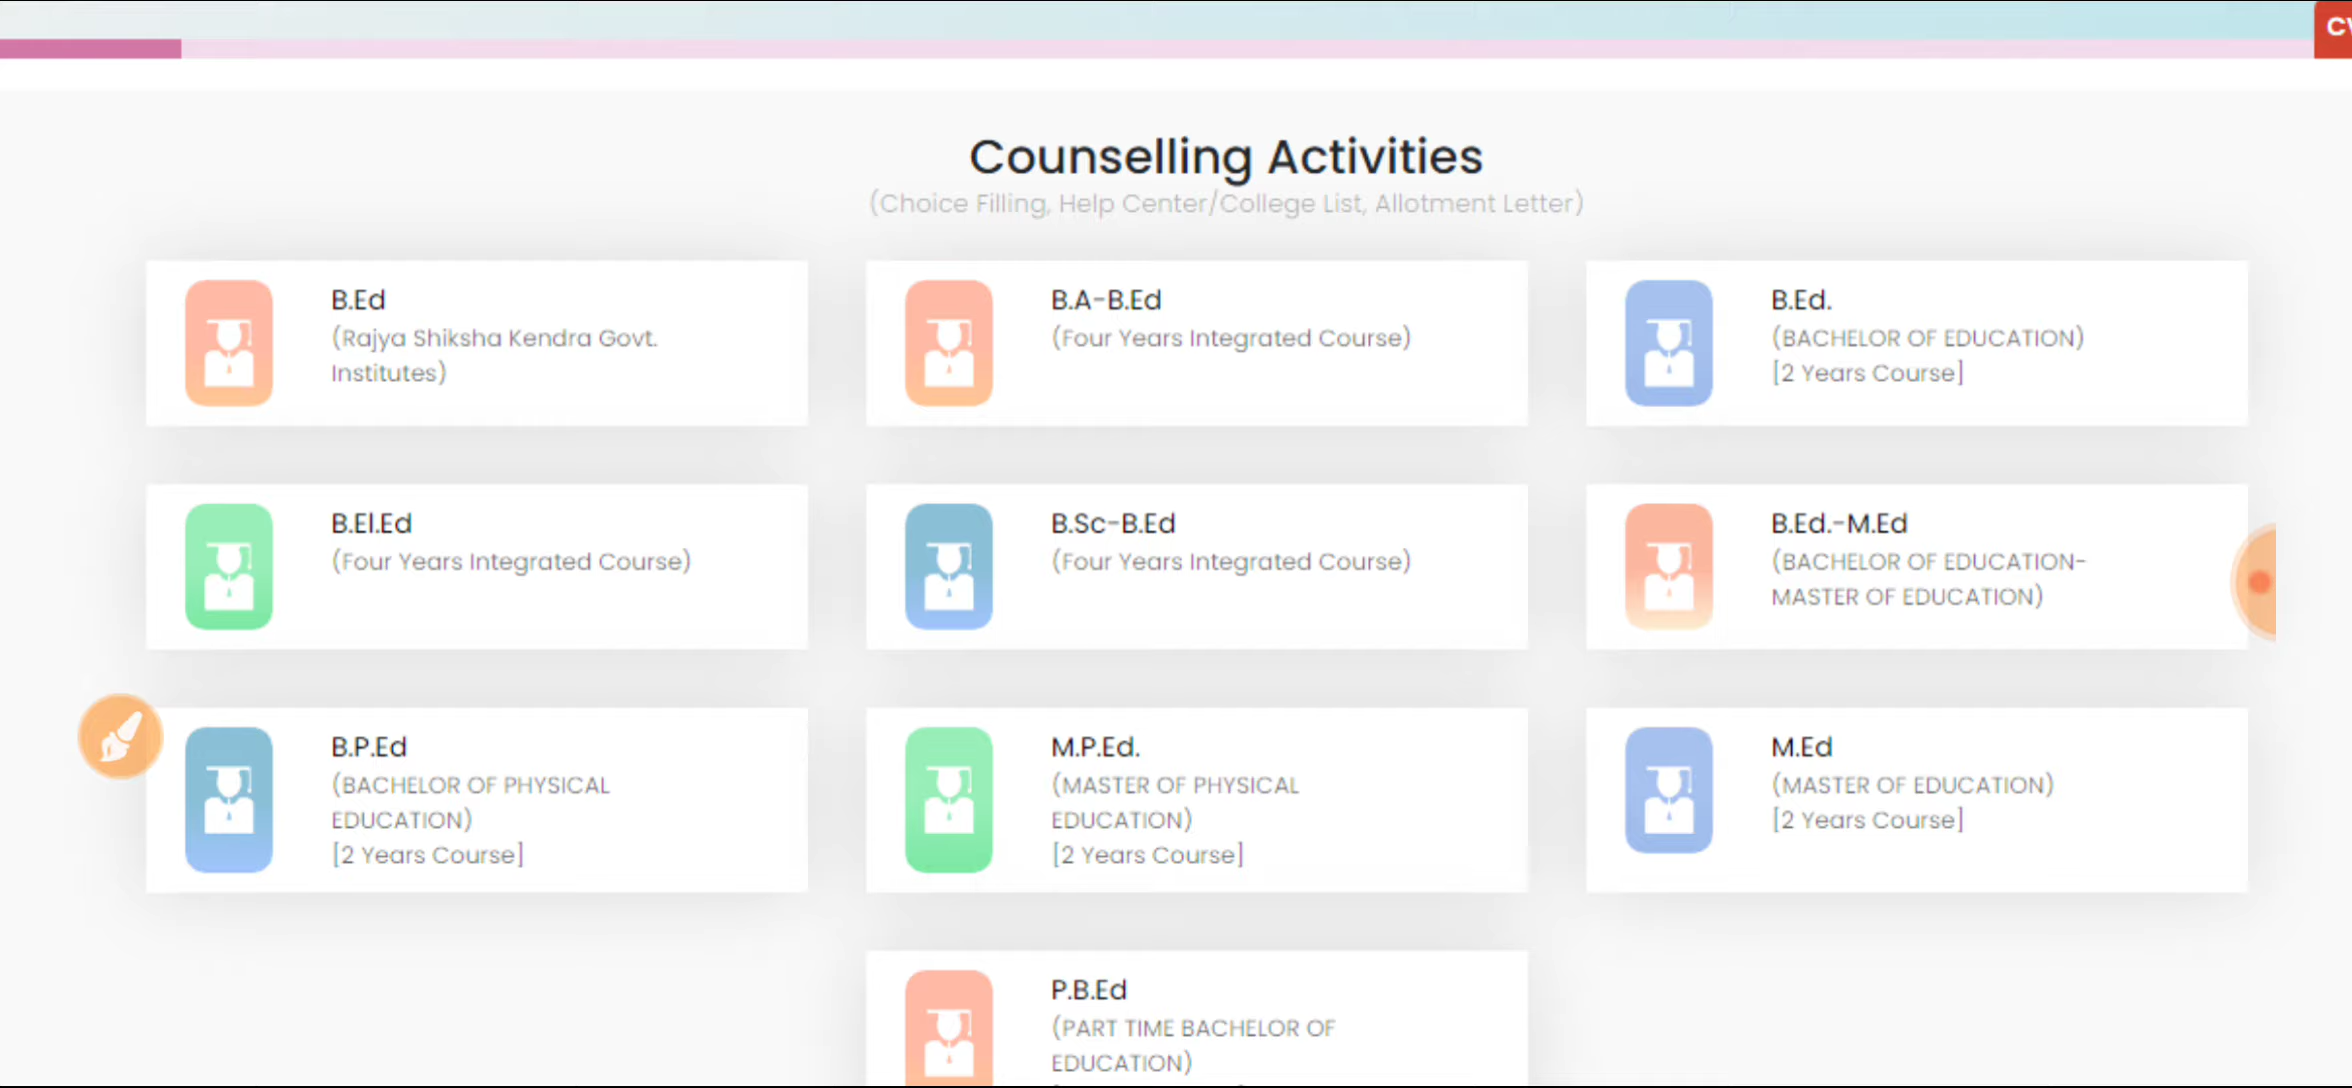 Counselling Activities
(Choice Filling, Help Center/College List, Allotment Letter)
B.Ed
(Rajya Shiksha Kendra Govt.
Institutes)
B.A-B.Ed
(Four Years Integrated Course)
B.Ed.
(BACHELOR OF EDUCATION)
[2 Years Course]
B.El.Ed
(Four Years Integrated Course)
B.Sc-B.Ed
(Four Years Integrated Course)
B.Ed.-M.Ed
(BACHELOR OF EDUCATION-
MASTER OF EDUCATION)
B.P.Ed
(BACHELOR OF PHYSICAL
EDUCATION)
[2 Years Course]
M.P.Ed.
(MASTER OF PHYSICAL
EDUCATION)
[2 Years Course]
M.Ed
(MASTER OF EDUCATION)
[2 Years Course]
P.B.Ed
(PART TIME BACHELOR OF
EDUCATION)